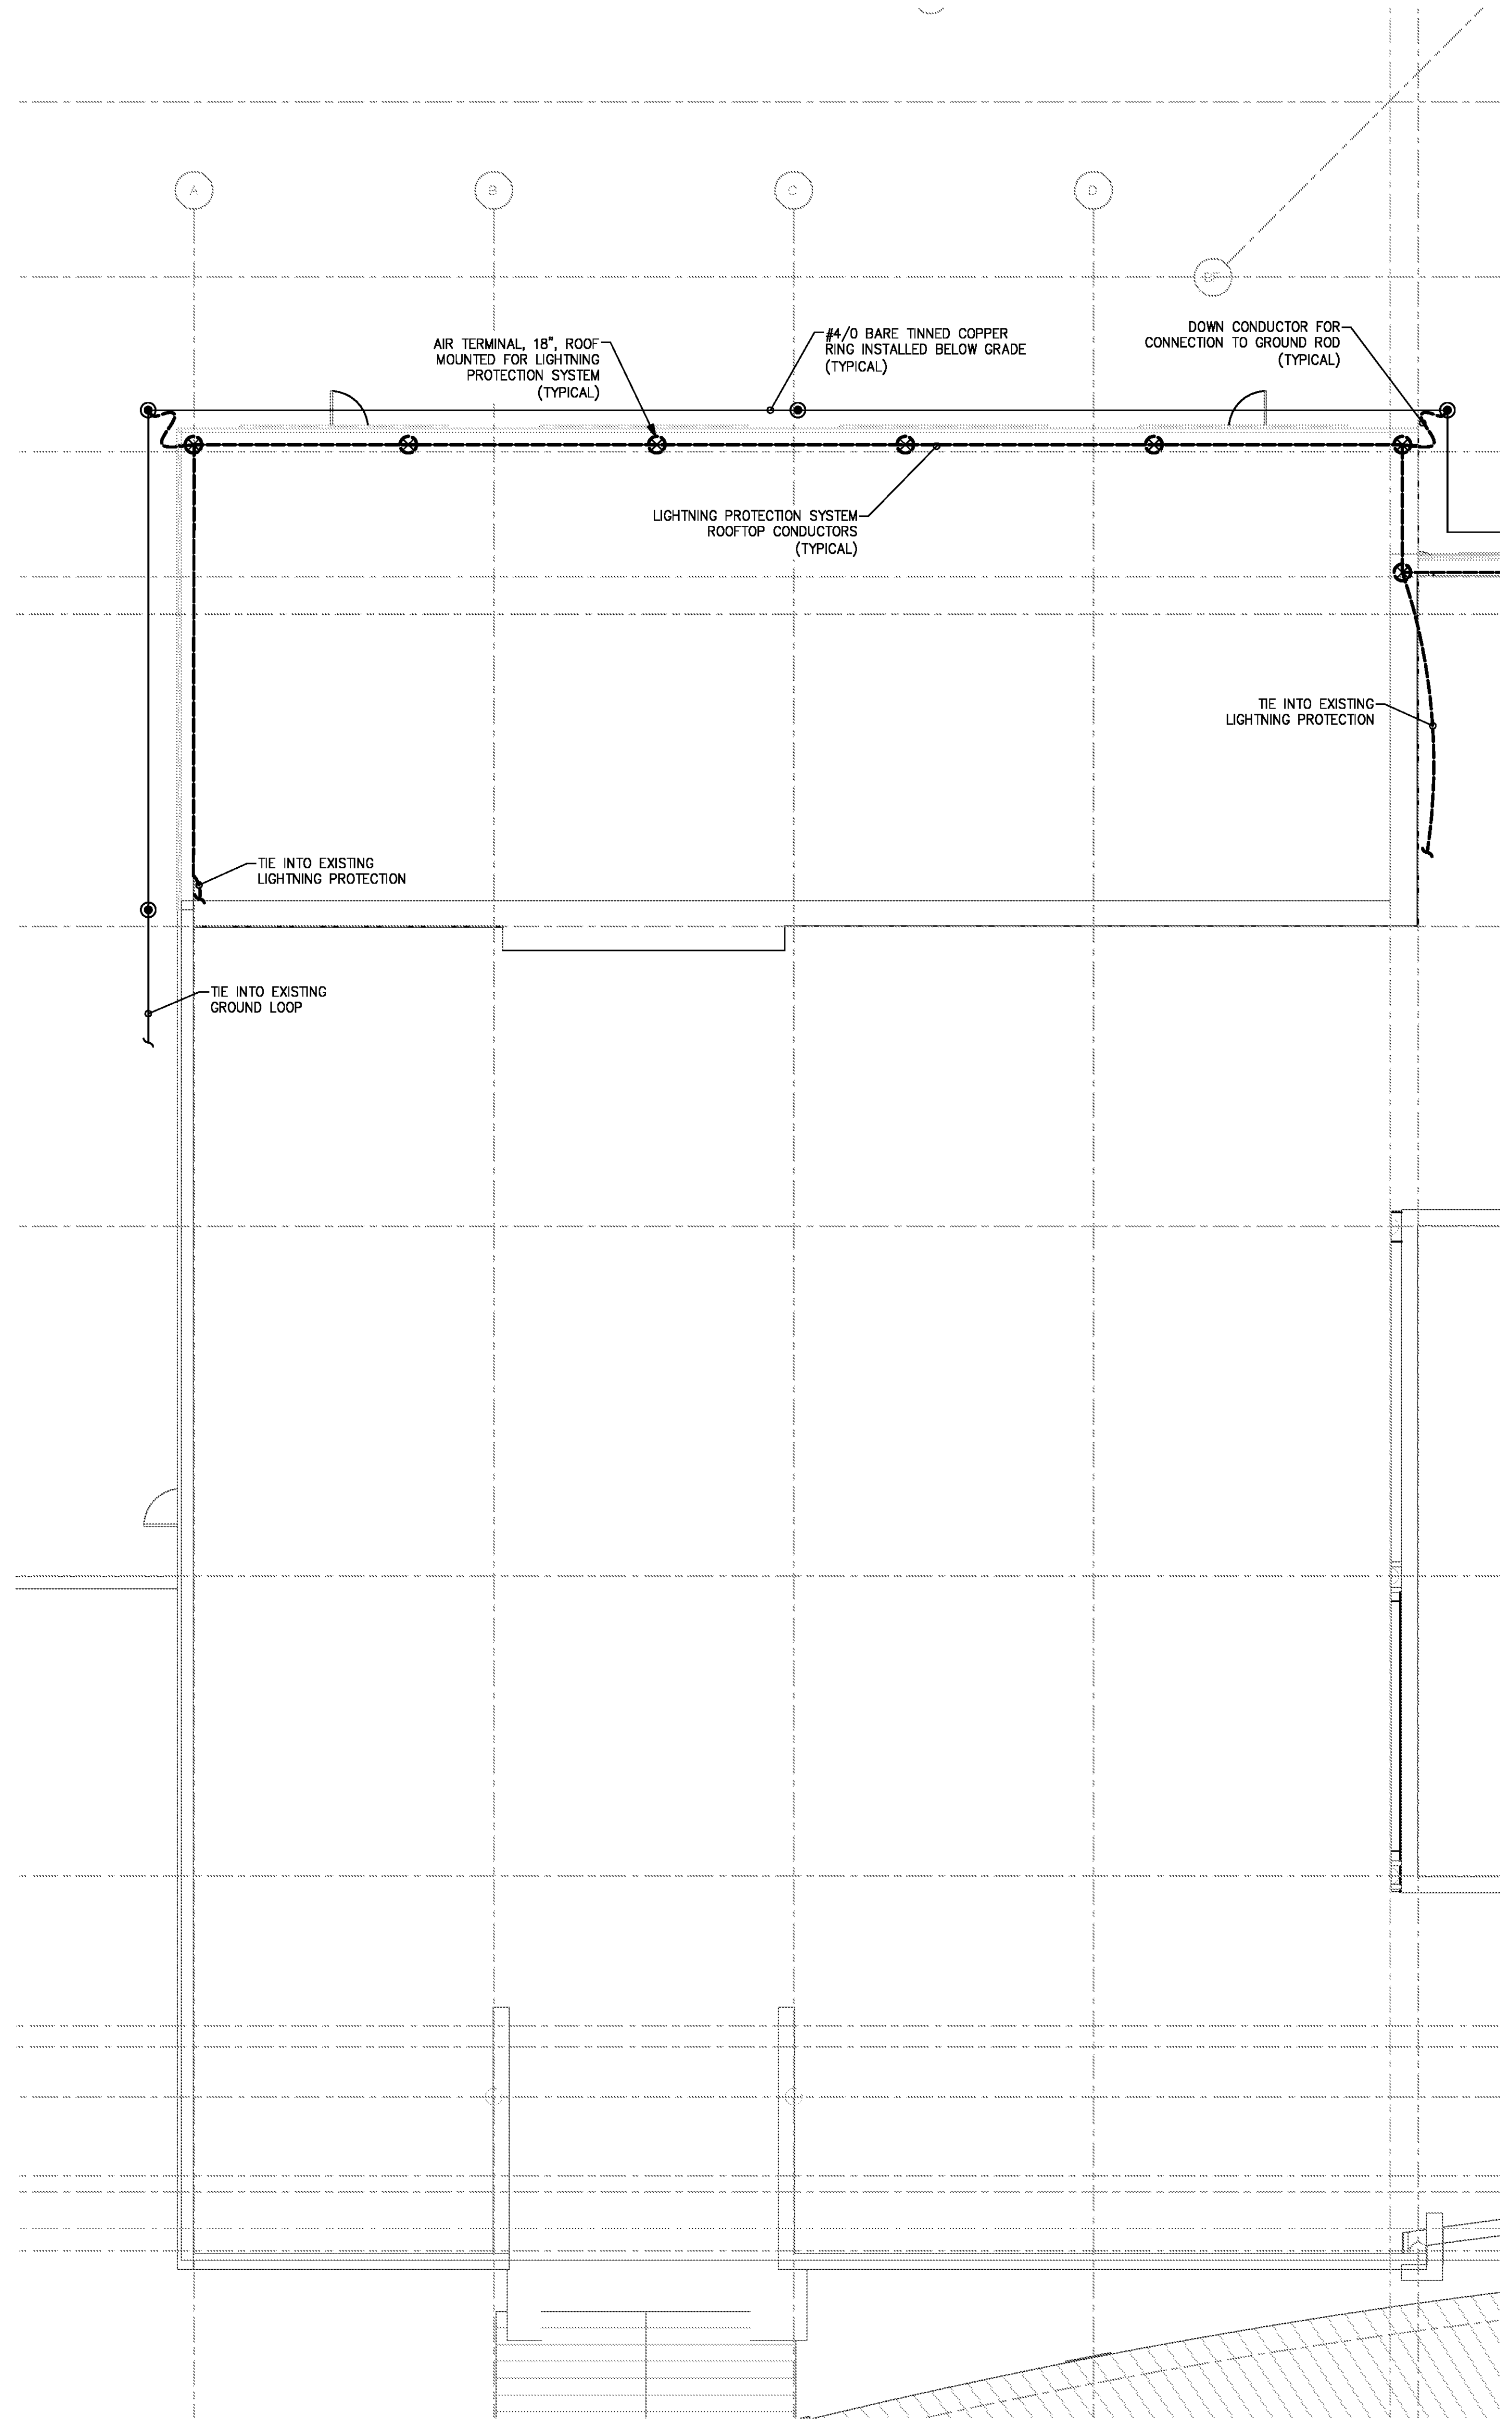 A
B
C
D
DF
AIR TERMINAL, 18", ROOF
MOUNTED FOR LIGHTNING
PROTECTION SYSTEM
(TYPICAL)
#4/0 BARE TINNED COPPER
RING INSTALLED BELOW GRADE
(TYPICAL)
DOWN CONDUCTOR FOR
CONNECTION TO GROUND ROD
(TYPICAL)
LIGHTNING PROTECTION SYSTEM
ROOFTOP CONDUCTORS
(TYPICAL)
TIE INTO EXISTING
LIGHTNING PROTECTION
TIE INTO EXISTING
LIGHTNING PROTECTION
TIE INTO EXISTING
GROUND LOOP